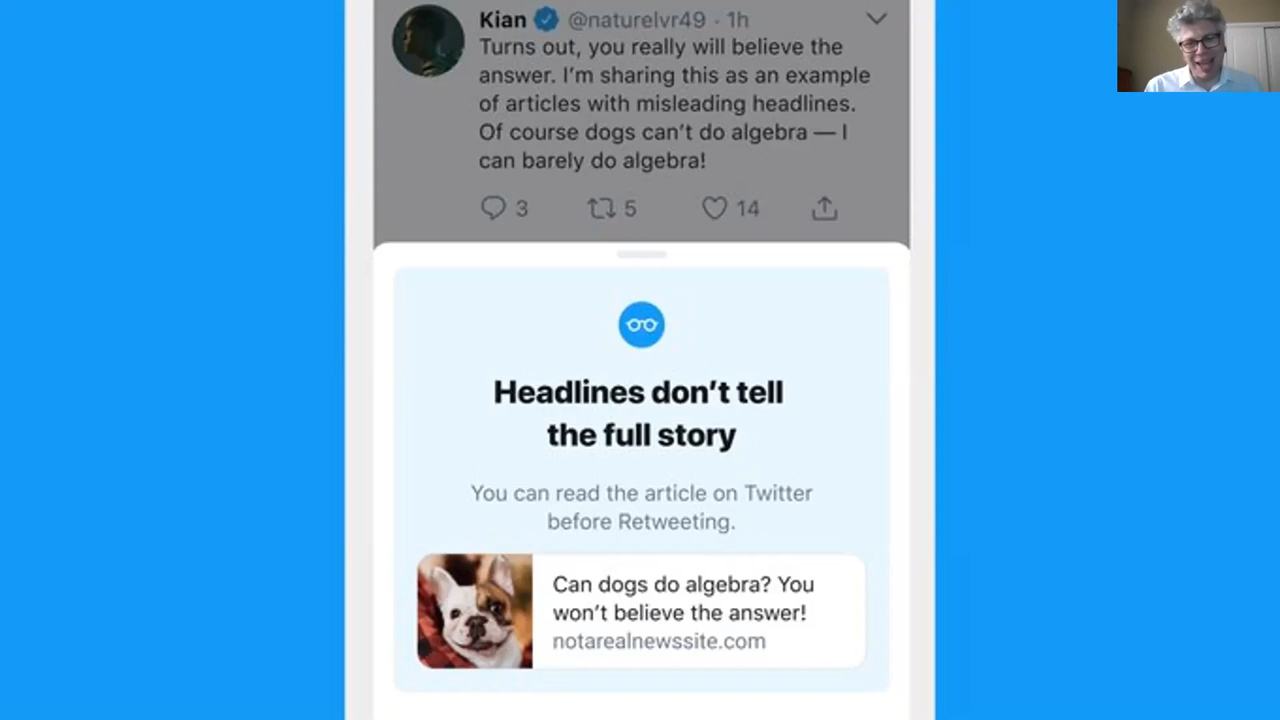 Kian @naturelvr49 · 1h
Turns out, you really will believe the
answer. I’m sharing this as an example
of articles with misleading headlines.
Of course dogs can’t do algebra — I
can barely do algebra!
3 5 14
Headlines don’t tell
the full story
You can read the article on Twitter
before Retweeting.
Can dogs do algebra? You
won’t believe the answer!
notarealnewssite.com